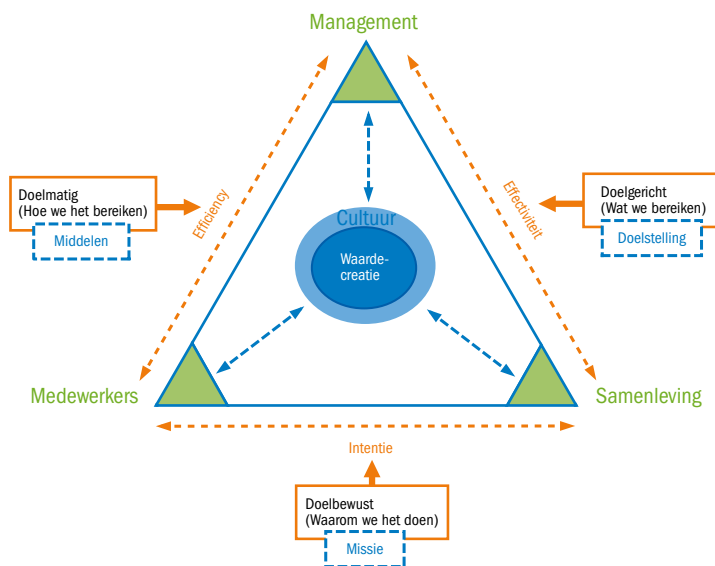 Management
Efficiency
Effectiviteit
Doelmatig
(Hoe we het bereiken)
Middelen
Doelgericht
(Wat we bereiken)
Doelstelling
Cultuur
Waarde-
creatie
Medewerkers
Samenleving
Intentie
Doelbewust
(Waarom we het doen)
Missie